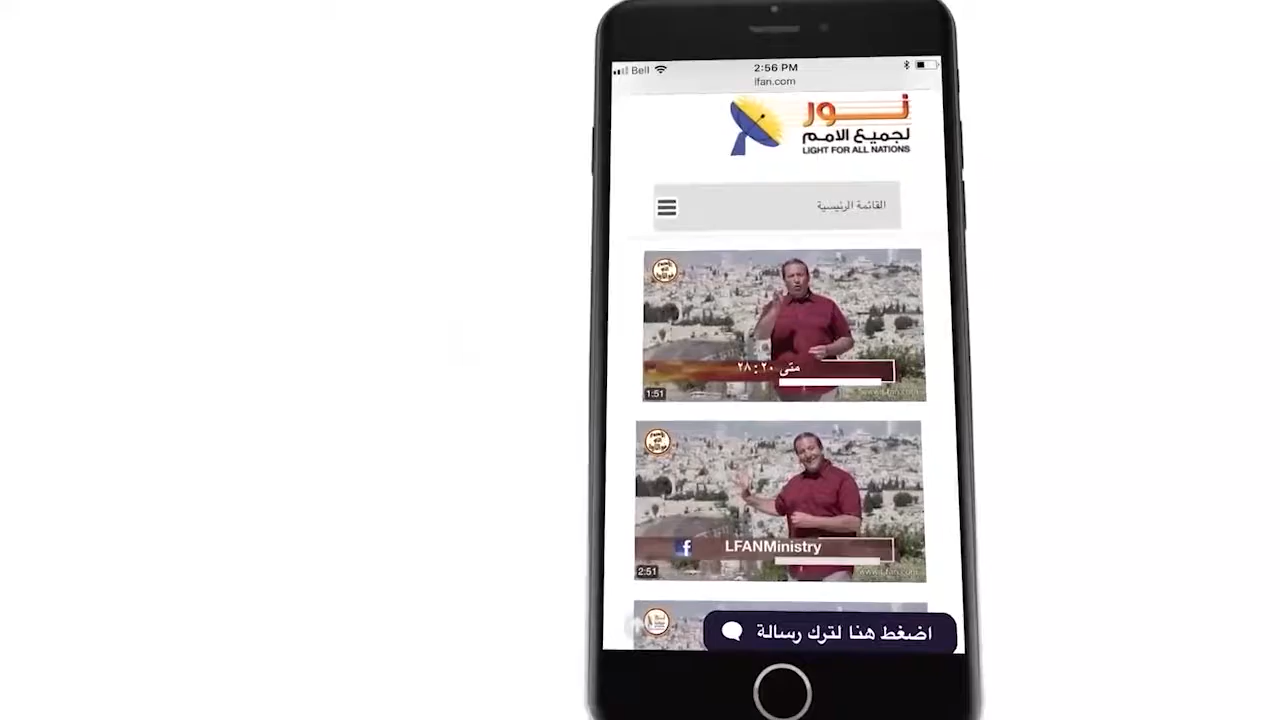 Bell
2:56 PM
lfan.com
نور
لجميع الامم
LIGHT FOR ALL NATIONS
القائمة الرئيسية
متى ٢٨:٢٠
1:51
LFANMinistry
2:51
اضغط هنا لترك رسالة